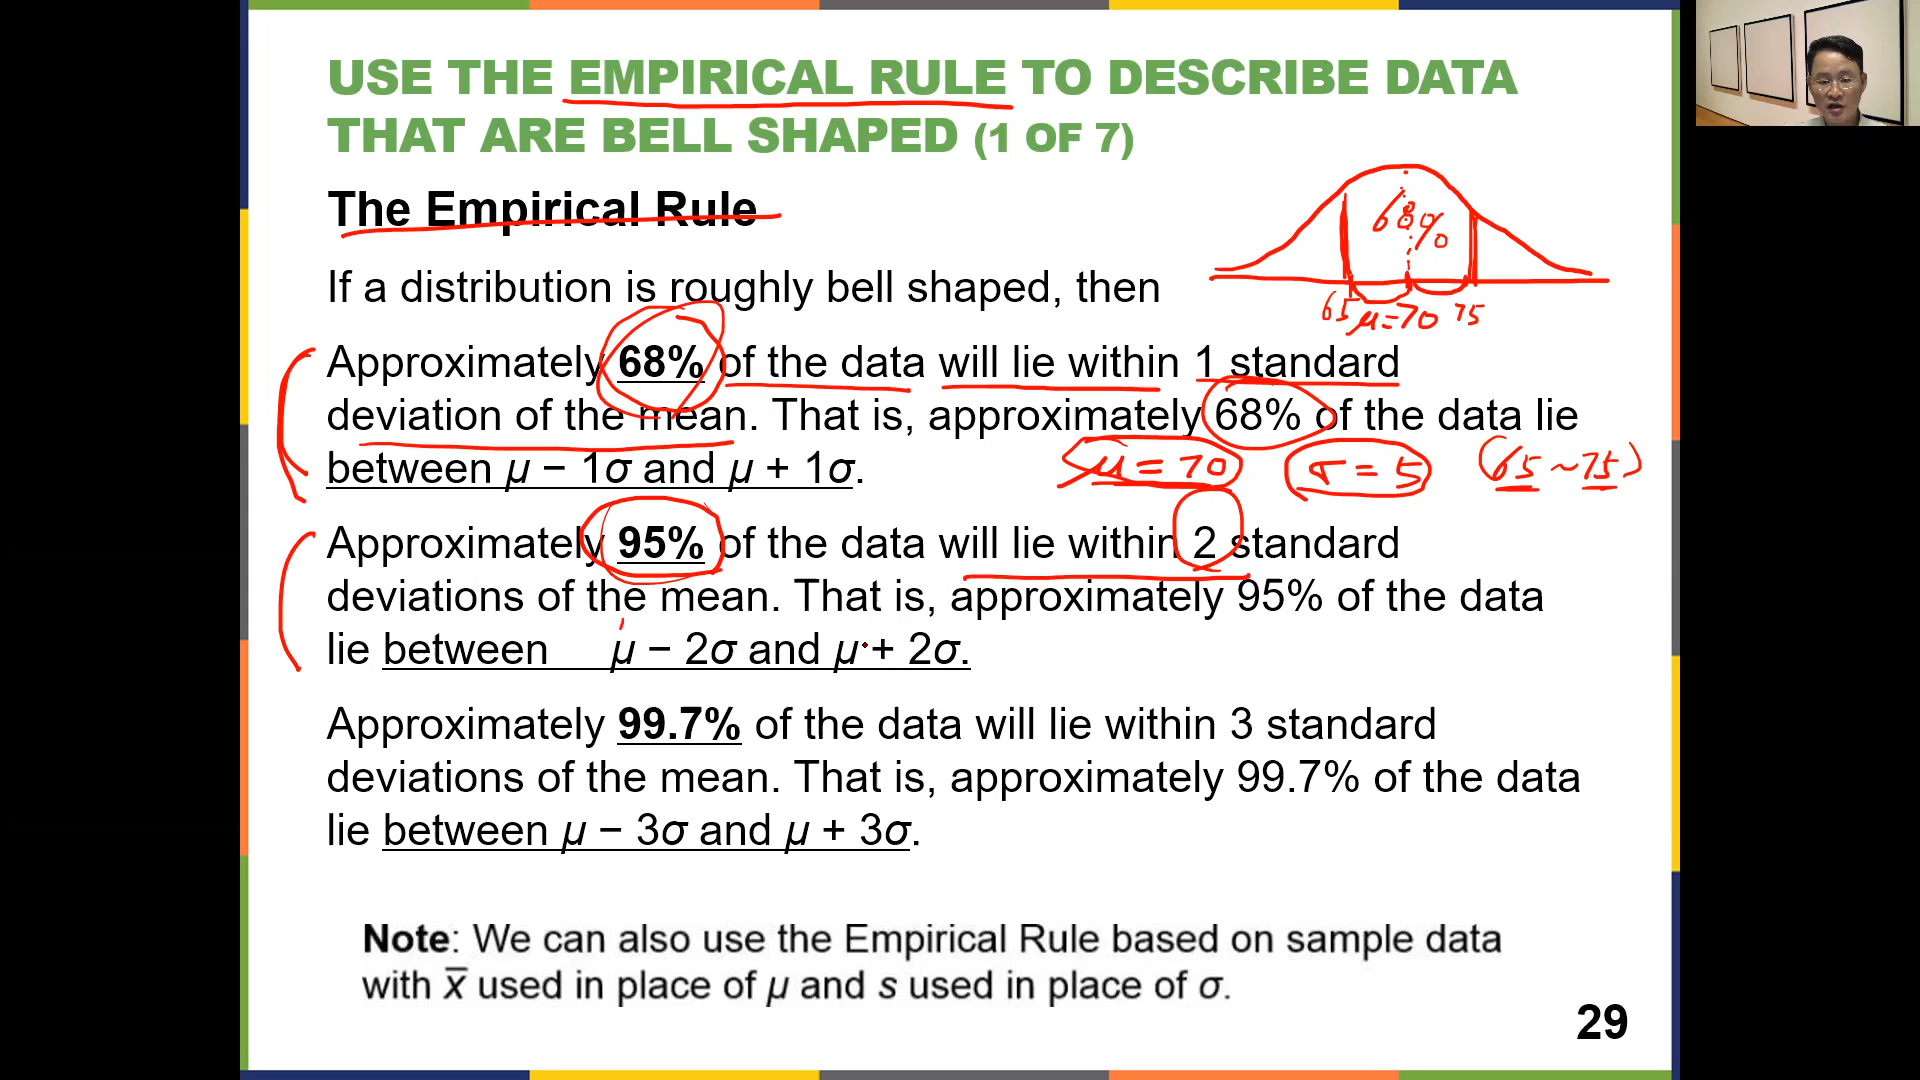 USE THE EMPIRICAL RULE TO DESCRIBE DATA
THAT ARE BELL SHAPED (1 OF 7)
The Empirical Rule
If a distribution is roughly bell shaped, then
68%
65 μ=70 75
Approximately 68% of the data will lie within 1 standard
deviation of the mean. That is, approximately 68% of the data lie
between μ − 1σ and μ + 1σ.
μ = 70 σ = 5 (65 ~ 75)
Approximately 95% of the data will lie within 2 standard
deviations of the mean. That is, approximately 95% of the data
lie between μ − 2σ and μ + 2σ.
Approximately 99.7% of the data will lie within 3 standard
deviations of the mean. That is, approximately 99.7% of the data
lie between μ − 3σ and μ + 3σ.
Note: We can also use the Empirical Rule based on sample data
with x̅ used in place of μ and s used in place of σ.
29